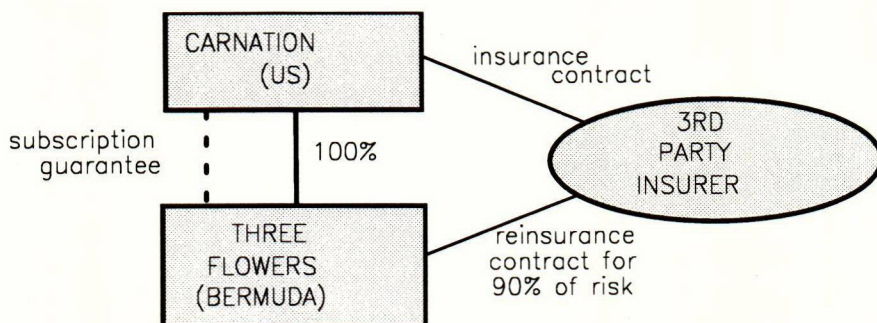 CARNATION
(US)
insurance
contract
subscription
guarantee
100%
3RD
PARTY
INSURER
THREE
FLOWERS
(BERMUDA)
reinsurance
contract for
90% of risk